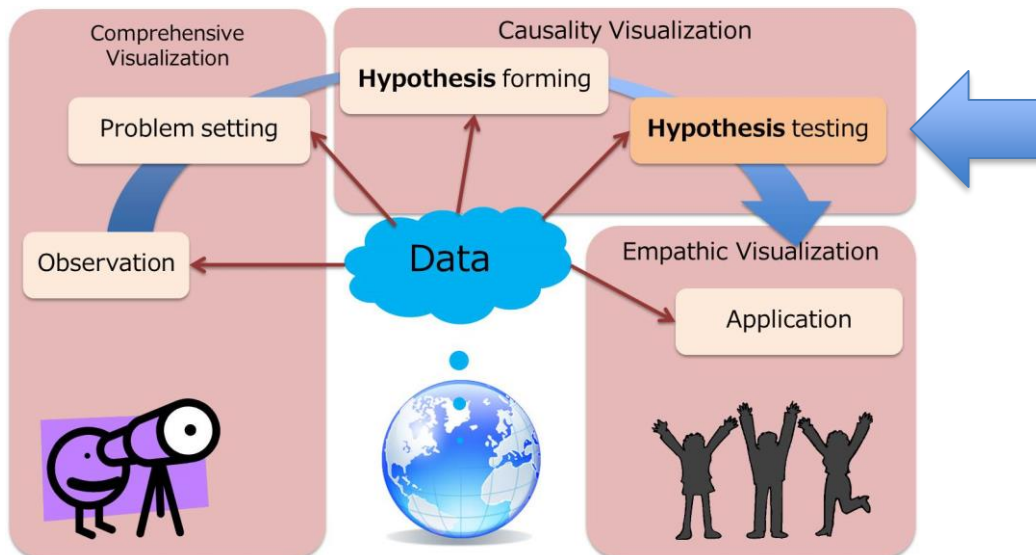 Comprehensive
Visualization
Causality Visualization
Hypothesis forming
Problem setting
Hypothesis testing
Observation
Data
Empathic Visualization
Application